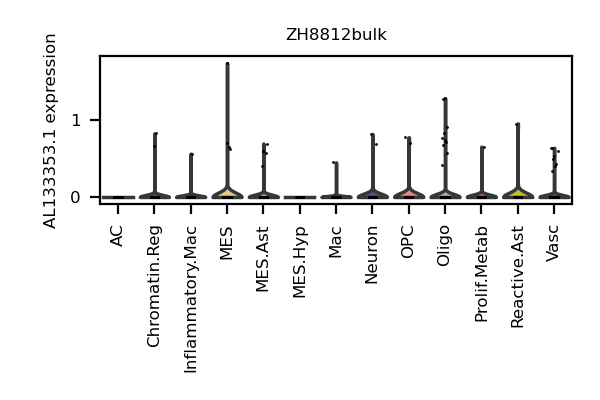 ZH8812bulk
AL133353.1 expression
1
0
AC
Chromatin.Reg
Inflammatory.Mac
MES
MES.Ast
MES.Hyp
Mac
Neuron
OPC
Oligo
Prolif.Metab
Reactive.Ast
Vasc